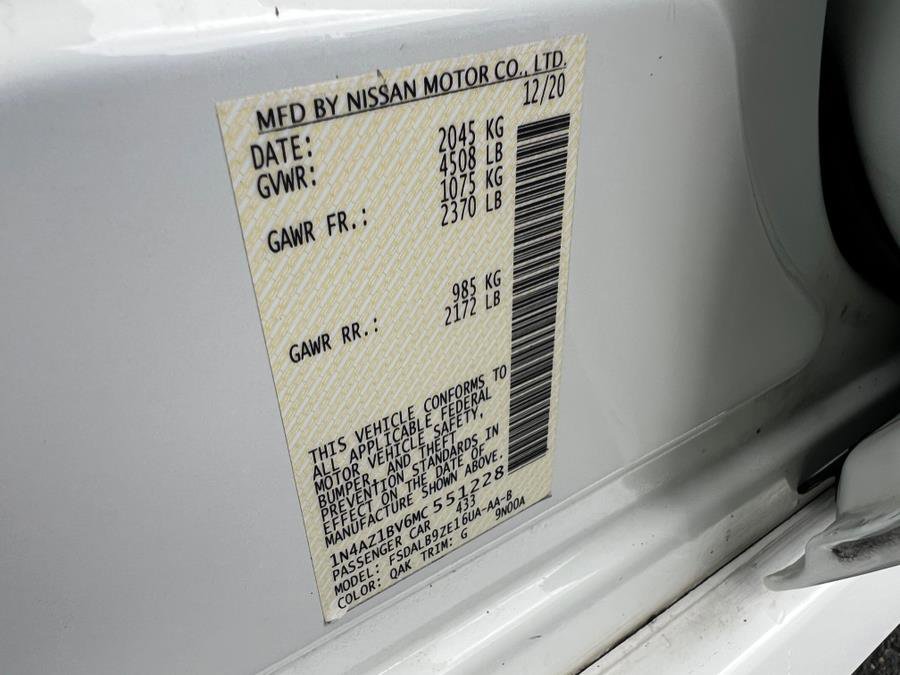 MFD BY NISSAN MOTOR CO., LTD.
DATE: 12/20
GVWR: 2045 KG
4508 LB
GAWR FR.: 1075 KG
2370 LB
GAWR RR.: 985 KG
2172 LB
THIS VEHICLE CONFORMS TO
ALL APPLICABLE FEDERAL
MOTOR VEHICLE SAFETY,
BUMPER, AND THEFT
PREVENTION STANDARDS IN
EFFECT ON THE DATE OF
MANUFACTURE SHOWN ABOVE.
1N4AZ1BV6MC551228
PASSENGER CAR 433
MODEL: FSDALB9ZE16UA-AA-B
COLOR: QAK TRIM: G 9N00A